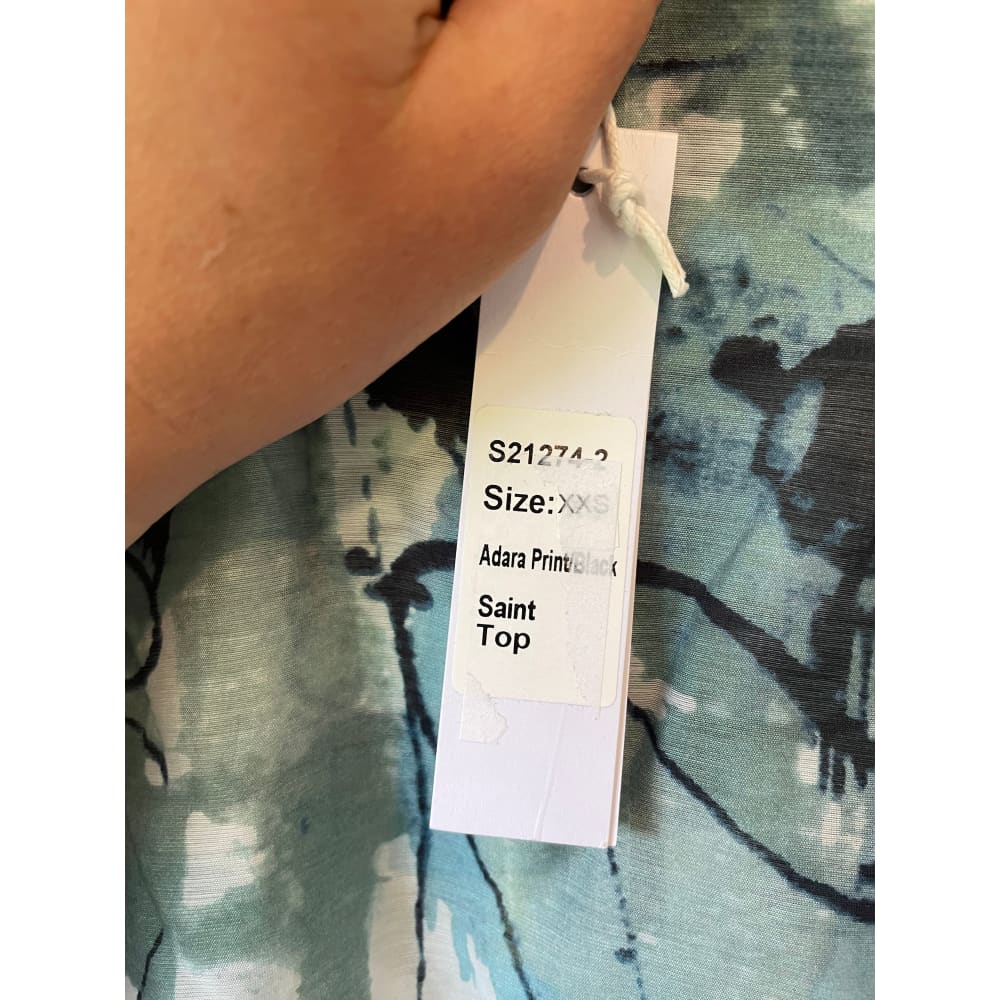 S21274-2
Size:XXS
Adara Print/Black
Saint
Top